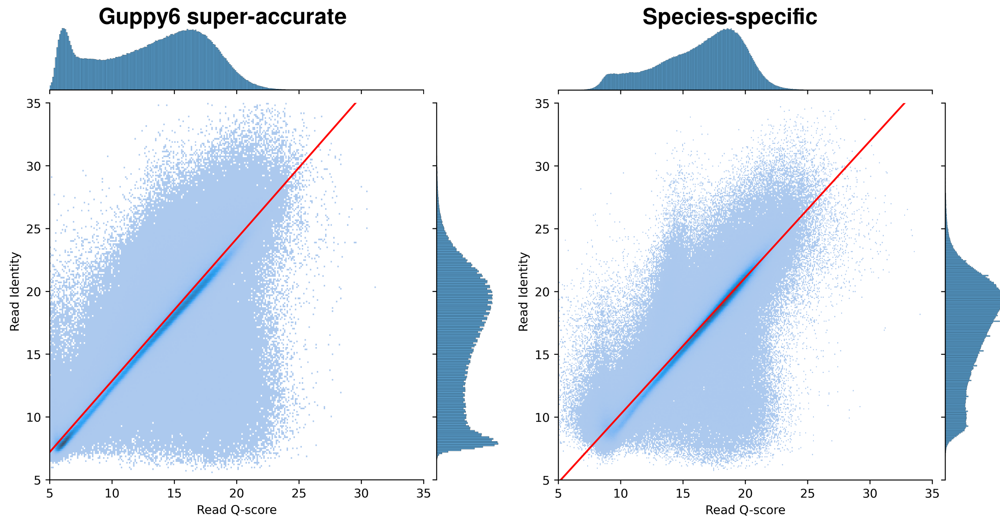 Guppy6 super-accurate
35
30
25
20
15
10
5
Read Identity
5 10 15 20 25 30 35
Read Q-score
Species-specific
35
30
25
20
15
10
5
Read Identity
5 10 15 20 25 30 35
Read Q-score